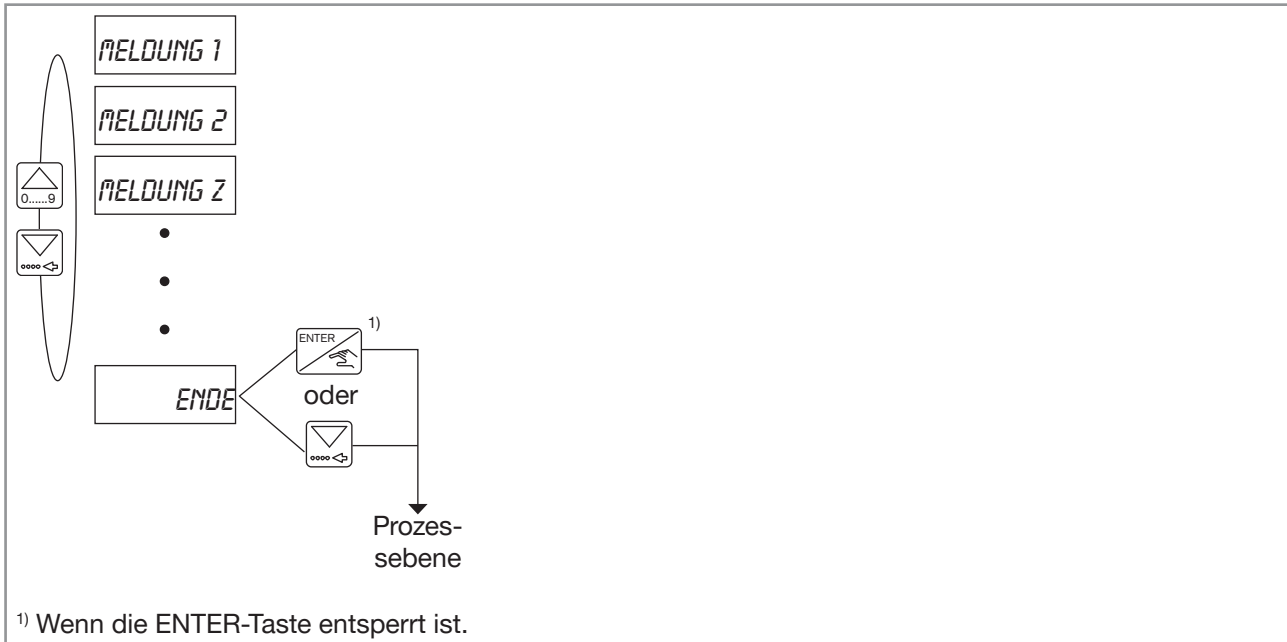 MELDUNG 1
MELDUNG 2
0......9
MELDUNG Z
ENTER
1)
ENDE
oder
Prozes-
sebene
1) Wenn die ENTER-Taste entsperrt ist.